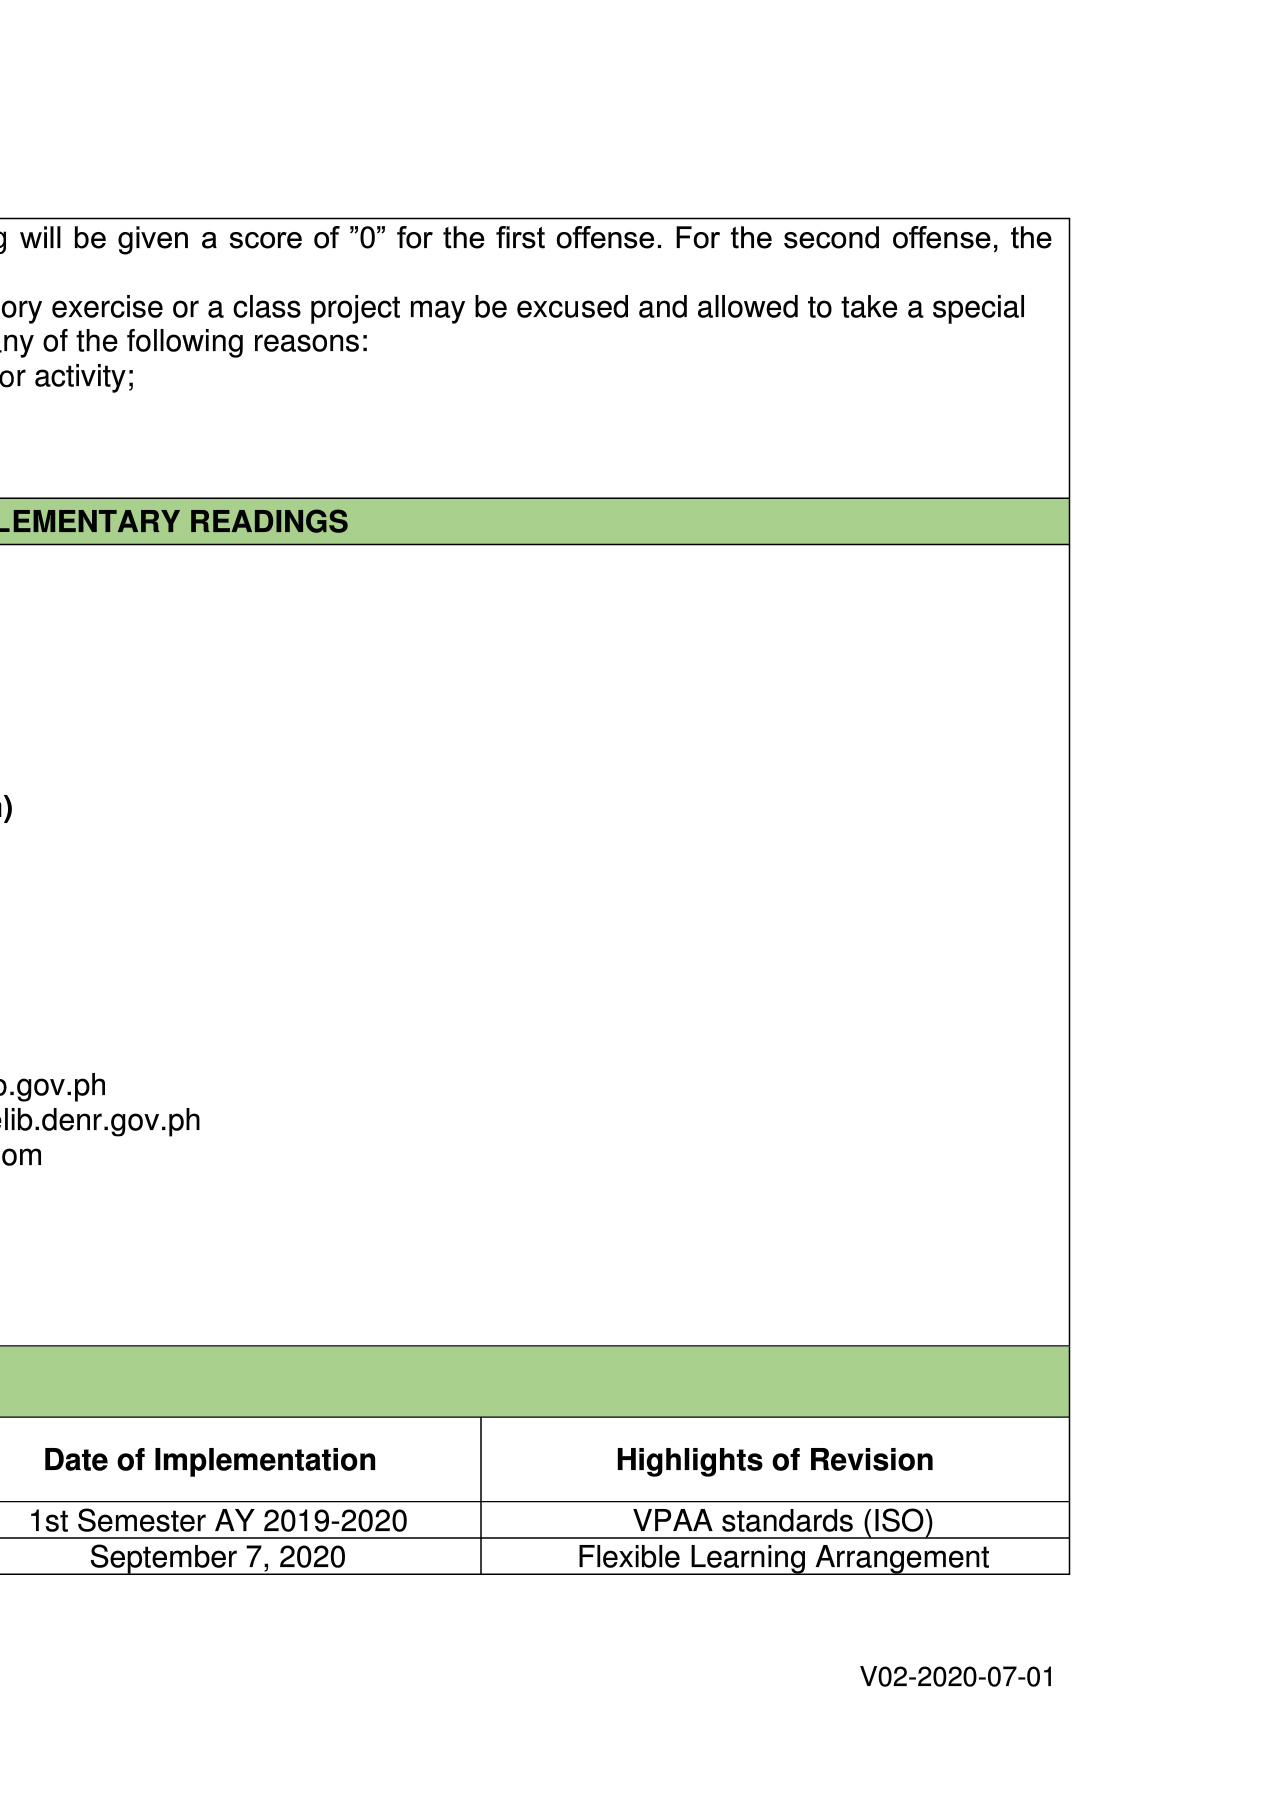 will be given a score of ”0” for the first offense. For the second offense, the
ory exercise or a class project may be excused and allowed to take a special
any of the following reasons:
or activity;
LEMENTARY READINGS
)
.gov.ph
elib.denr.gov.ph
om
Date of Implementation Highlights of Revision
1st Semester AY 2019-2020 VPAA standards (ISO)
September 7, 2020 Flexible Learning Arrangement
V02-2020-07-01